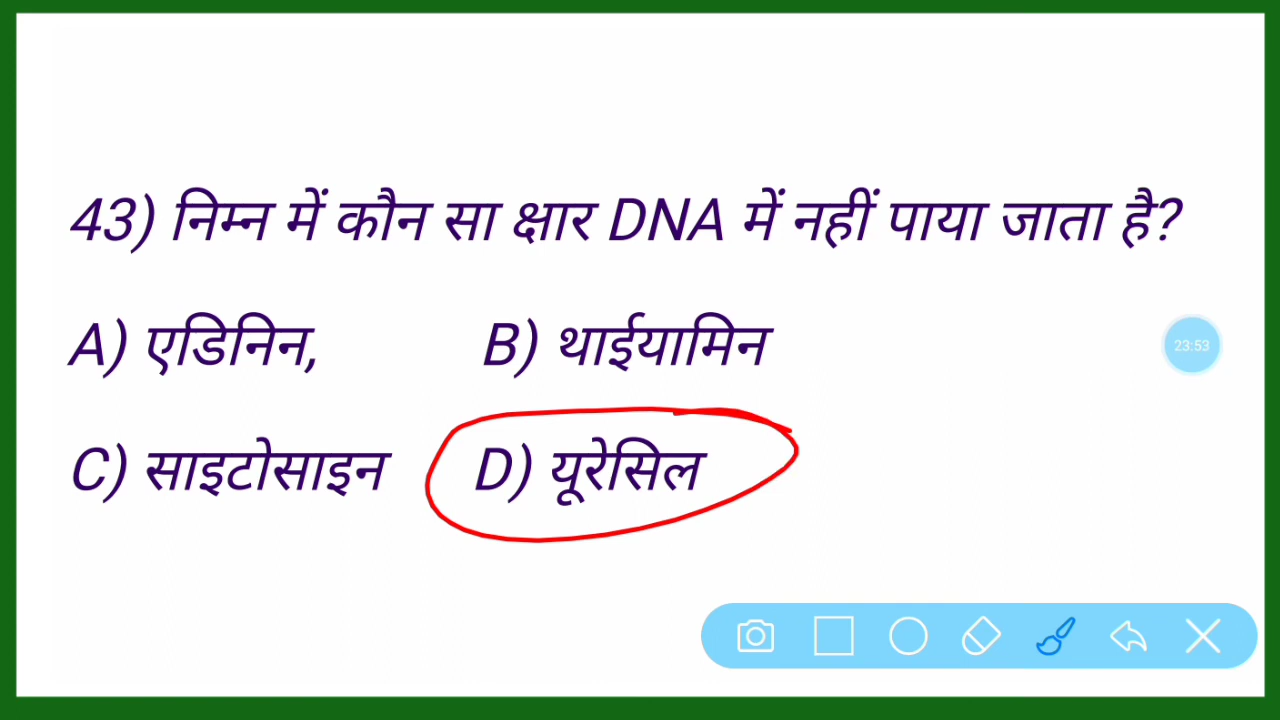 43) निम्न में कौन सा क्षार DNA में नहीं पाया जाता है?
A) एडिनिन, B) थाईयामिन
23:53
C) साइटोसाइन D) यूरेसिल